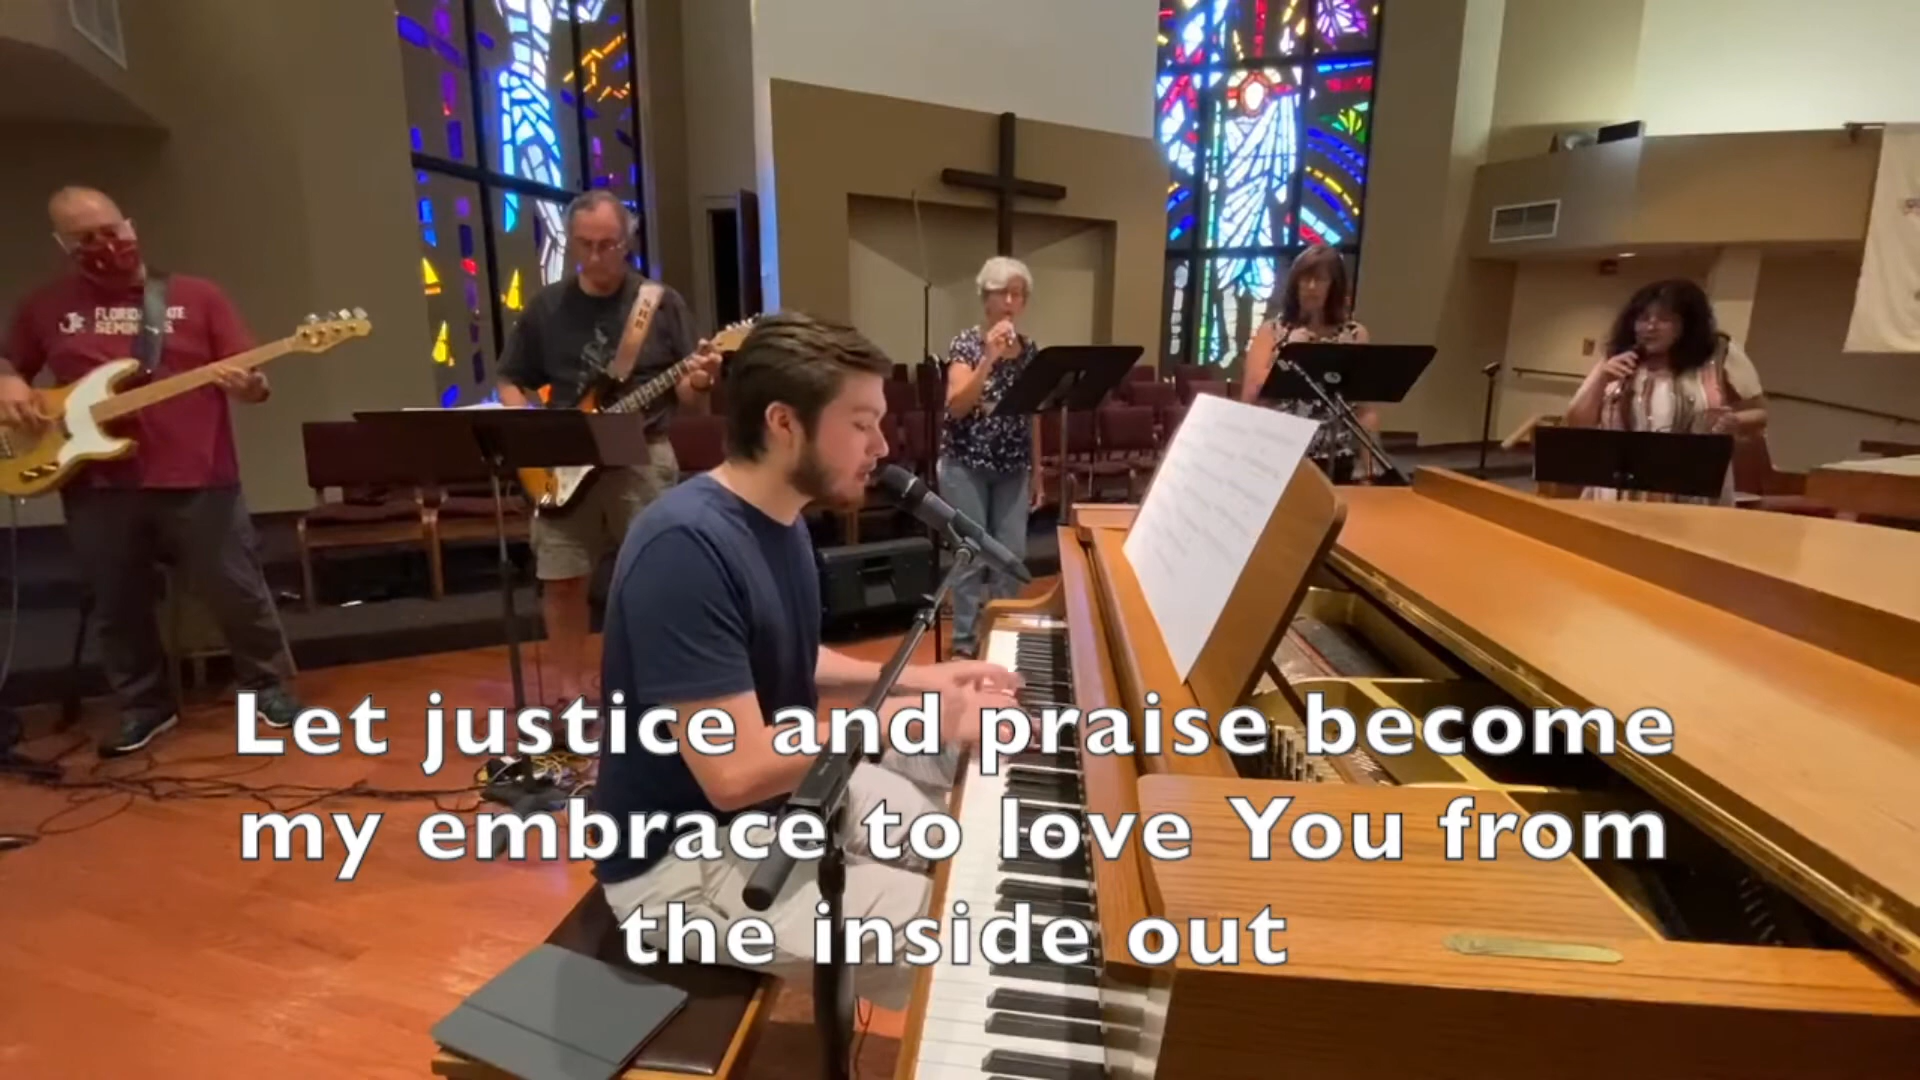 FLORIDA STATE
SEMINOLES
Let justice and praise become
my embrace to love You from
the inside out